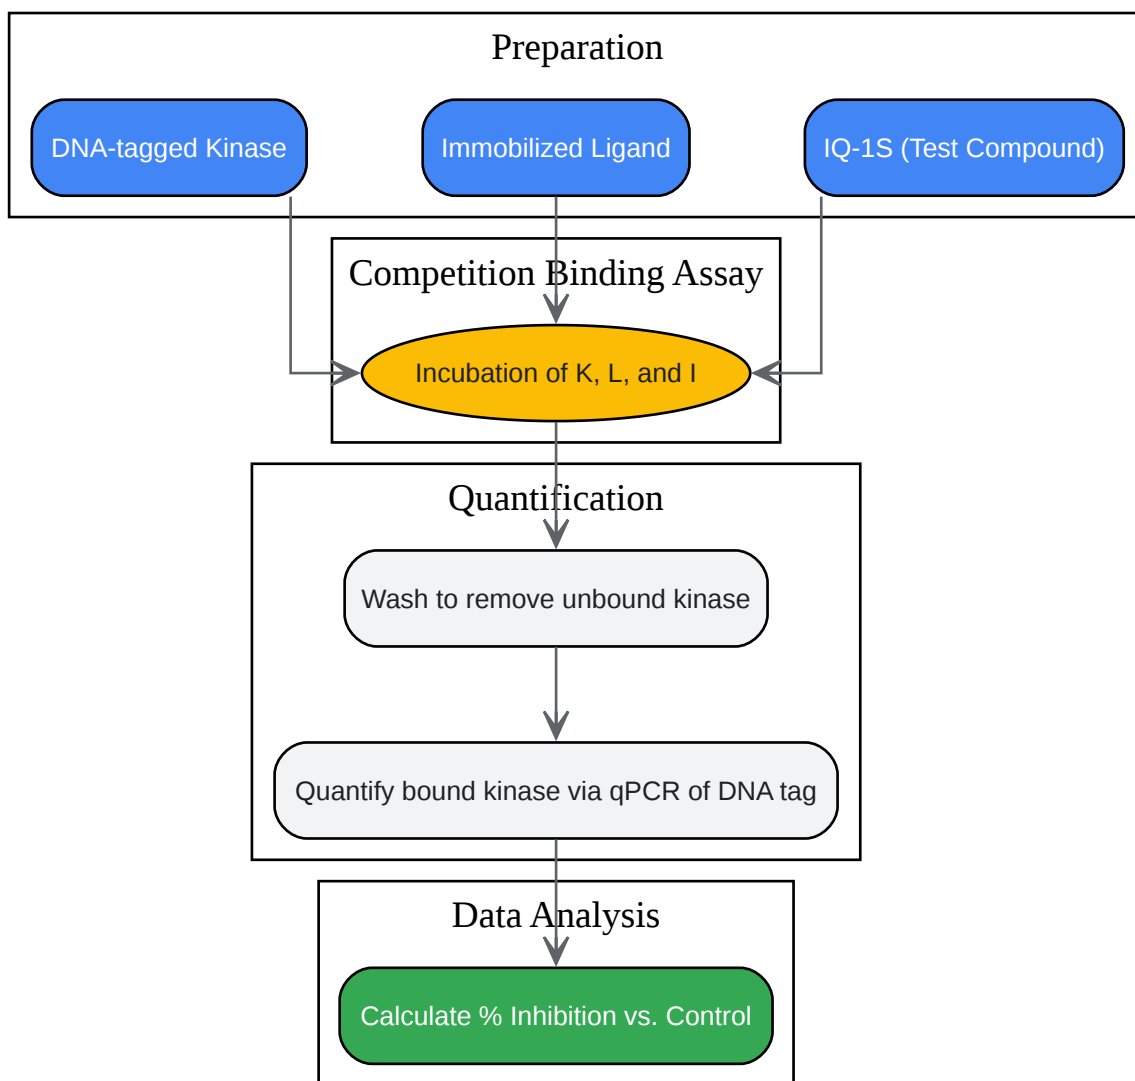 Preparation
DNA-tagged Kinase
Immobilized Ligand
IQ-1S (Test Compound)
Competition Binding Assay
Incubation of K, L, and I
Quantification
Wash to remove unbound kinase
Quantify bound kinase via qPCR of DNA tag
Data Analysis
Calculate % Inhibition vs. Control